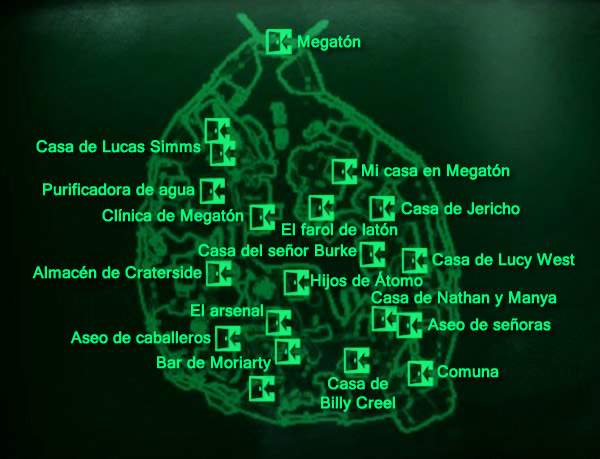 Megatón
Casa de Lucas Simms
Mi casa en Megatón
Purificadora de agua
Clínica de Megatón
Casa de Jericho
El farol de latón
Casa del señor Burke
Casa de Lucy West
Almacén de Craterside
Hijos de Átomo
Casa de Nathan y Manya
El arsenal
Aseo de señoras
Aseo de caballeros
Bar de Moriarty
Comuna
Casa de
Billy Creel